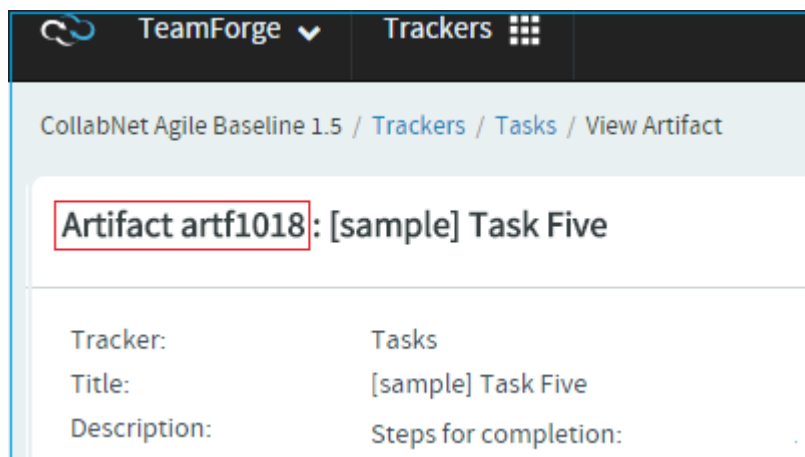 TeamForge Trackers
CollabNet Agile Baseline 1.5 / Trackers / Tasks / View Artifact
Artifact artf1018 : [sample] Task Five
Tracker: Tasks
Title: [sample] Task Five
Description: Steps for completion: